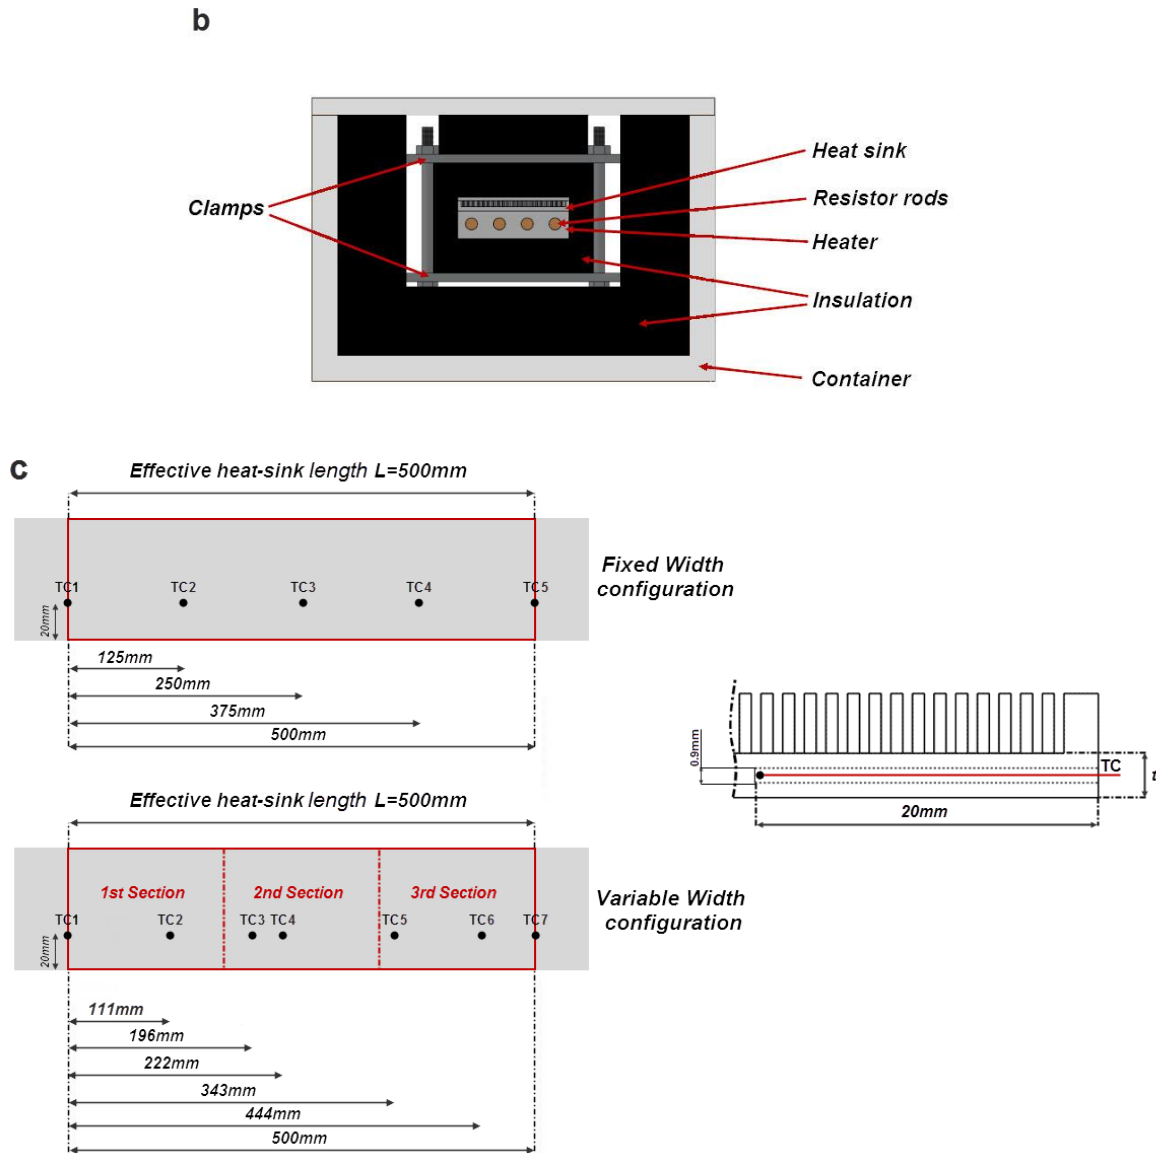 b
Heat sink
Resistor rods
Clamps
Heater
Insulation
Container
c
Effective heat-sink length L=500mm
Fixed Width
configuration
TC1
TC2
TC3
TC4
TC5
20mm
125mm
250mm
375mm
500mm
0.9mm
TC
t
20mm
Effective heat-sink length L=500mm
1st Section
2nd Section
3rd Section
Variable Width
configuration
TC1
TC2
TC3 TC4
TC5
TC6
TC7
20mm
111mm
196mm
222mm
343mm
444mm
500mm